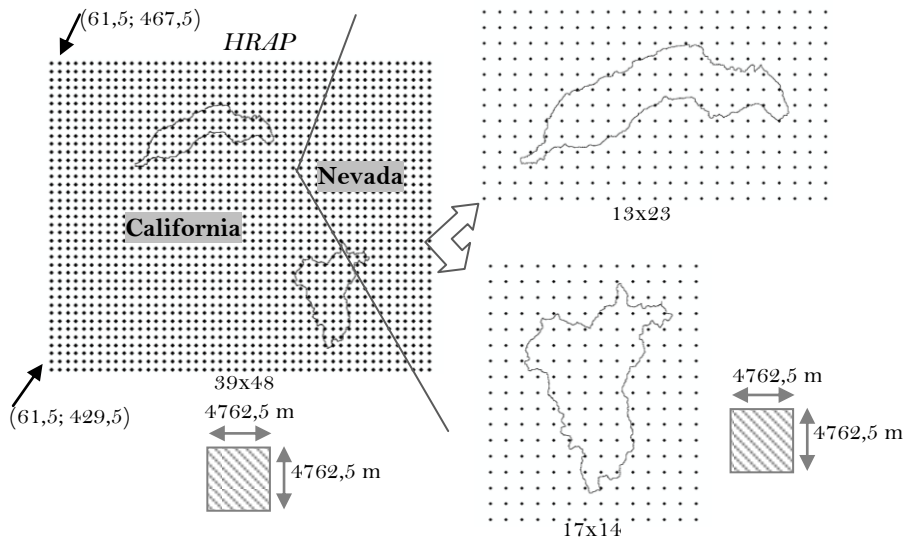 (61,5; 467,5)
HRAP
Nevada
California
39x48
(61,5; 429,5)
4762,5 m
4762,5 m
13x23
17x14
4762,5 m
4762,5 m